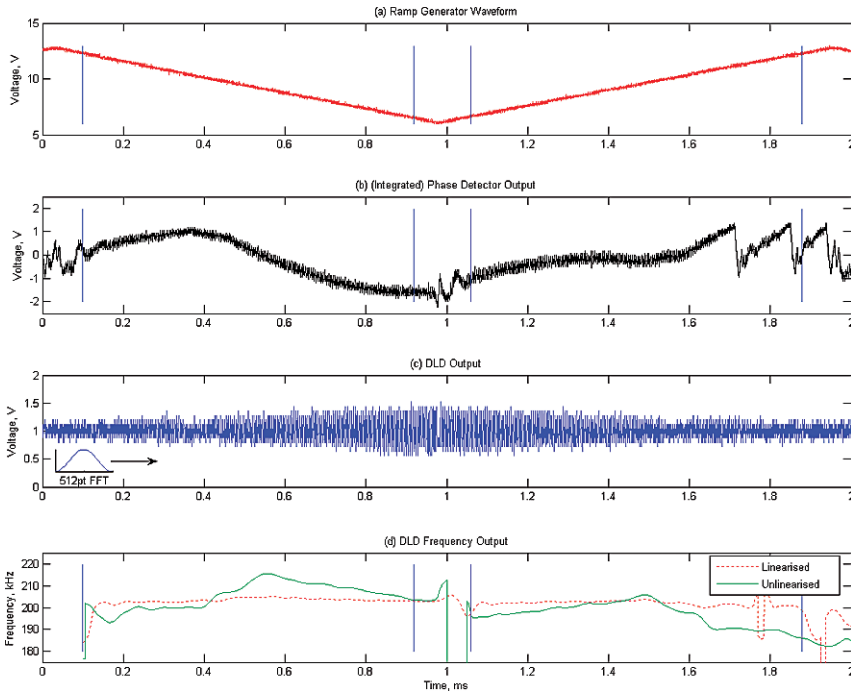 (a) Ramp Generator Waveform
15
10
5
Voltage, V
0 0.2 0.4 0.6 0.8 1 1.2 1.4 1.6 1.8 2
(b) (Integrated) Phase Detector Output
2
1
0
-1
-2
Voltage, V
0 0.2 0.4 0.6 0.8 1 1.2 1.4 1.6 1.8 2
(c) DLD Output
2
1.5
1
0.5
0
Voltage, V
512pt FFT
0 0.2 0.4 0.6 0.8 1 1.2 1.4 1.6 1.8 2
(d) DLD Frequency Output
220
210
200
190
180
Frequency, kHz
Linearised
Unlinearised
0 0.2 0.4 0.6 0.8 1 1.2 1.4 1.6 1.8 2
Time, ms